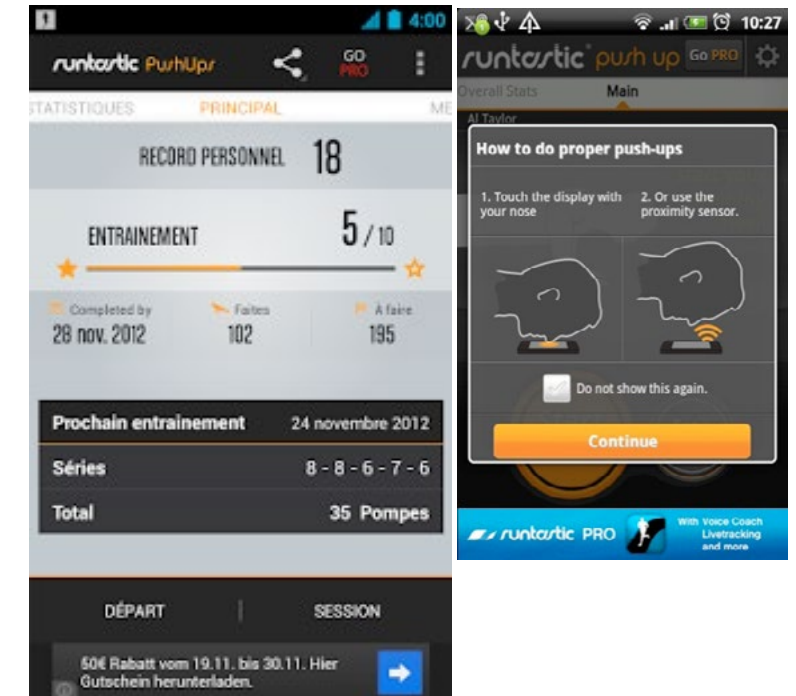 4:00
runtastic PushUps
GO
PRO
STATISTIQUES PRINCIPAL ME
RECORD PERSONNEL 18
ENTRAINEMENT 5 / 10
Completed by Faites À faire
28 nov. 2012 102 195
Prochain entrainement 24 novembre 2012
Séries 8 - 8 - 6 - 7 - 6
Total 35 Pompes
DÉPART SESSION
50€ Rabatt vom 19.11. bis 30.11. Hier
Gutschein herunterladen.
10:27
runtastic push up Go PRO
Overall Stats Main
Al Taylor
How to do proper push-ups
1. Touch the display with
your nose
2. Or use the
proximity sensor.
Do not show this again.
Continue
runtastic PRO
With Voice Coach
Livetracking
and more